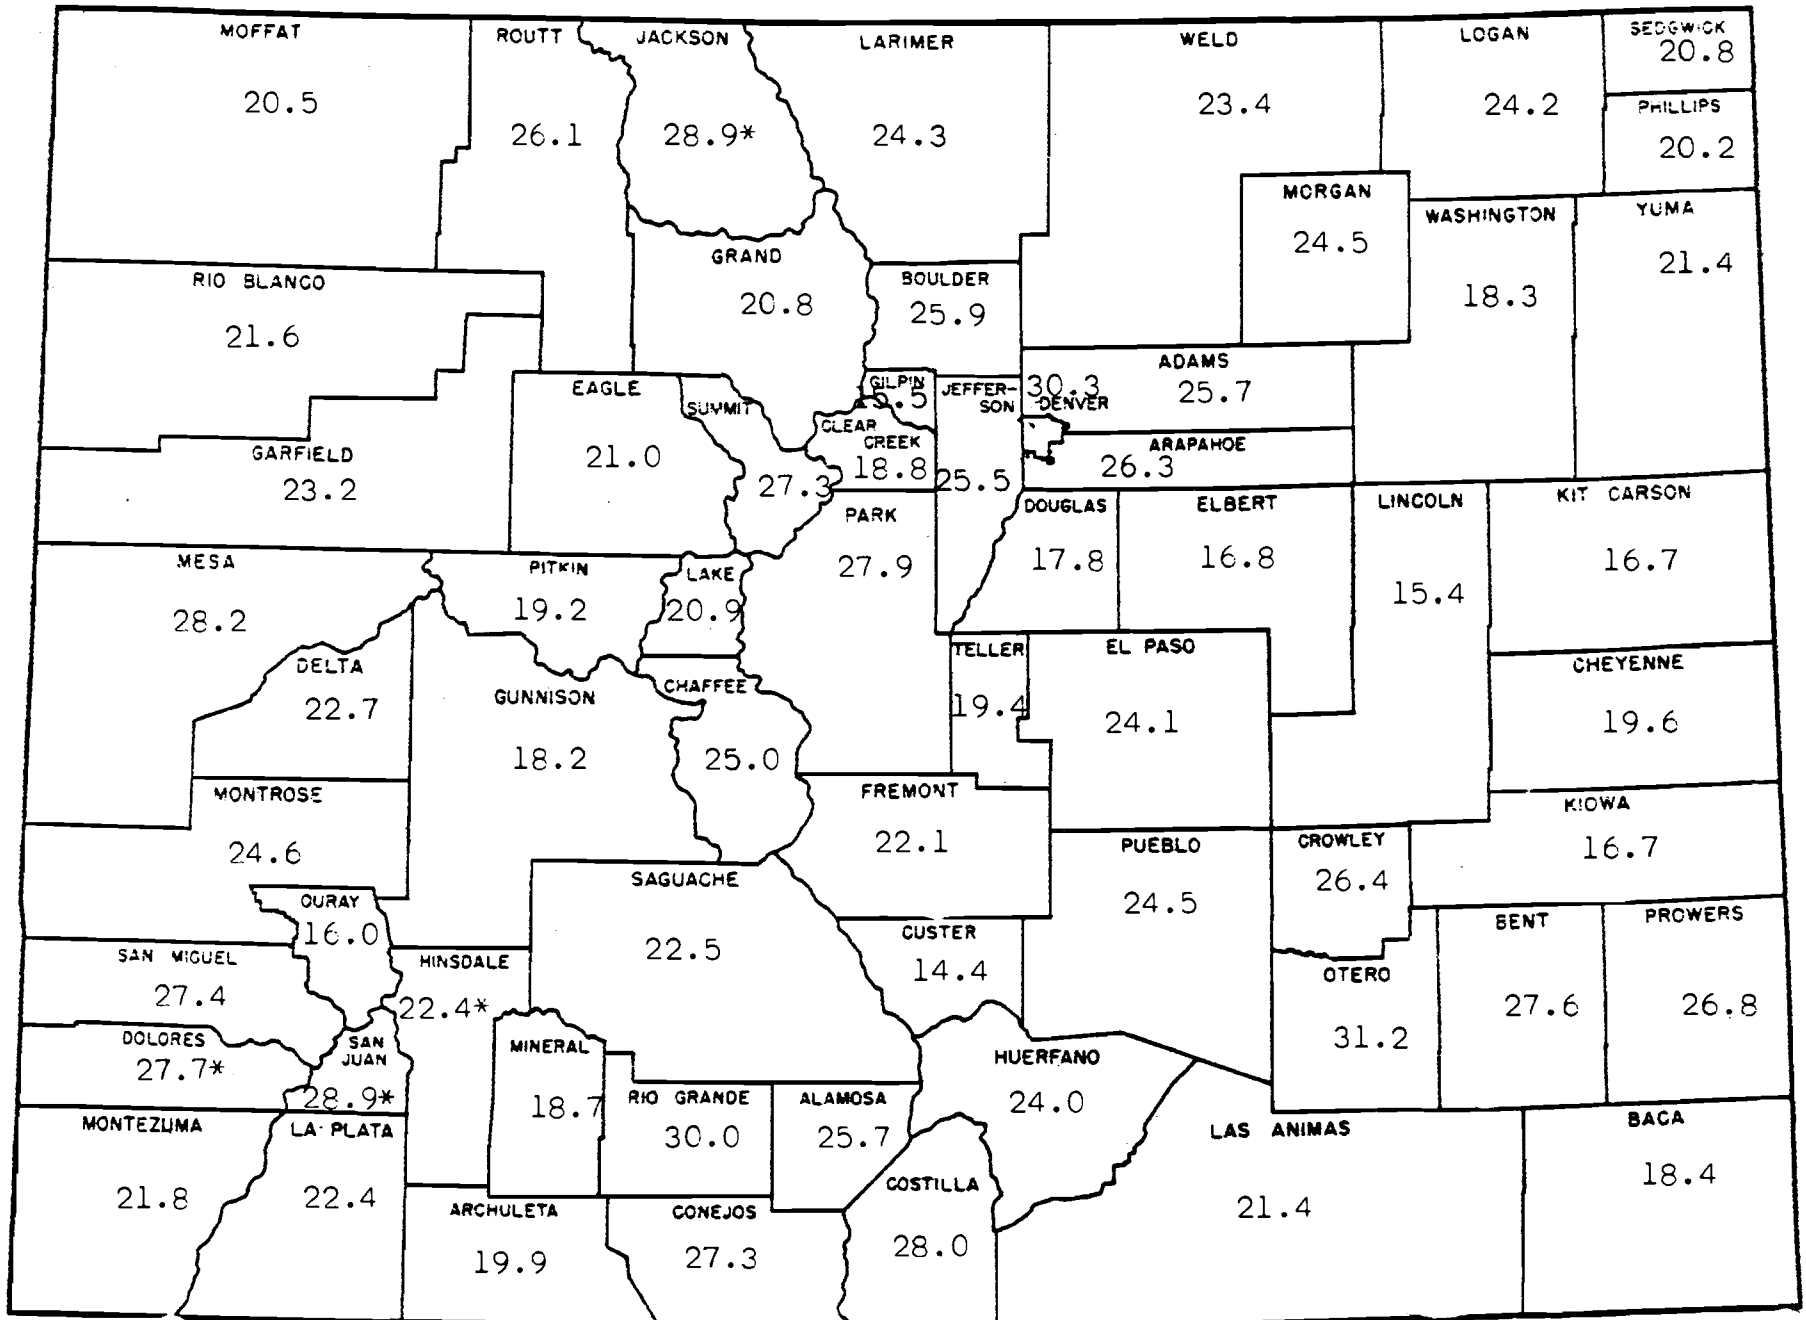 MOFFAT
20.5
ROUTT
26.1
JACKSON
28.9*
LARIMER
24.3
WELD
23.4
LOGAN
24.2
SEDGWICK
20.8
PHILLIPS
20.2
MORGAN
24.5
WASHINGTON
18.3
YUMA
21.4
RIO BLANCO
21.6
GRAND
20.8
BOULDER
25.9
ADAMS
25.7
GILPIN
JEFFER-
SON
25.5
30.3
DENVER
EAGLE
21.0
SUMMIT
27.3
CLEAR
CREEK
18.8
ARAPAHOE
26.3
GARFIELD
23.2
PARK
27.9
DOUGLAS
17.8
ELBERT
16.8
LINCOLN
15.4
KIT CARSON
16.7
MESA
28.2
PITKIN
19.2
LAKE
20.9
DELTA
22.7
GUNNISON
18.2
CHAFFEE
25.0
TELLER
19.4
EL PASO
24.1
CHEYENNE
19.6
MONTROSE
24.6
FREMONT
22.1
KIOWA
16.7
PUEBLO
24.5
CROWLEY
26.4
OURAY
16.0
SAGUACHE
22.5
CUSTER
14.4
BENT
27.6
PROWERS
26.8
SAN MIGUEL
27.4
HINSDALE
22.4*
OTERO
31.2
DOLORES
27.7*
SAN
JUAN
28.9*
MINERAL
18.7
RIO GRANDE
30.0
ALAMOSA
25.7
HUERFANO
24.0
MONTEZUMA
21.8
LA PLATA
22.4
ARCHULETA
19.9
CONEJOS
27.3
COSTILLA
28.0
LAS ANIMAS
21.4
BACA
18.4